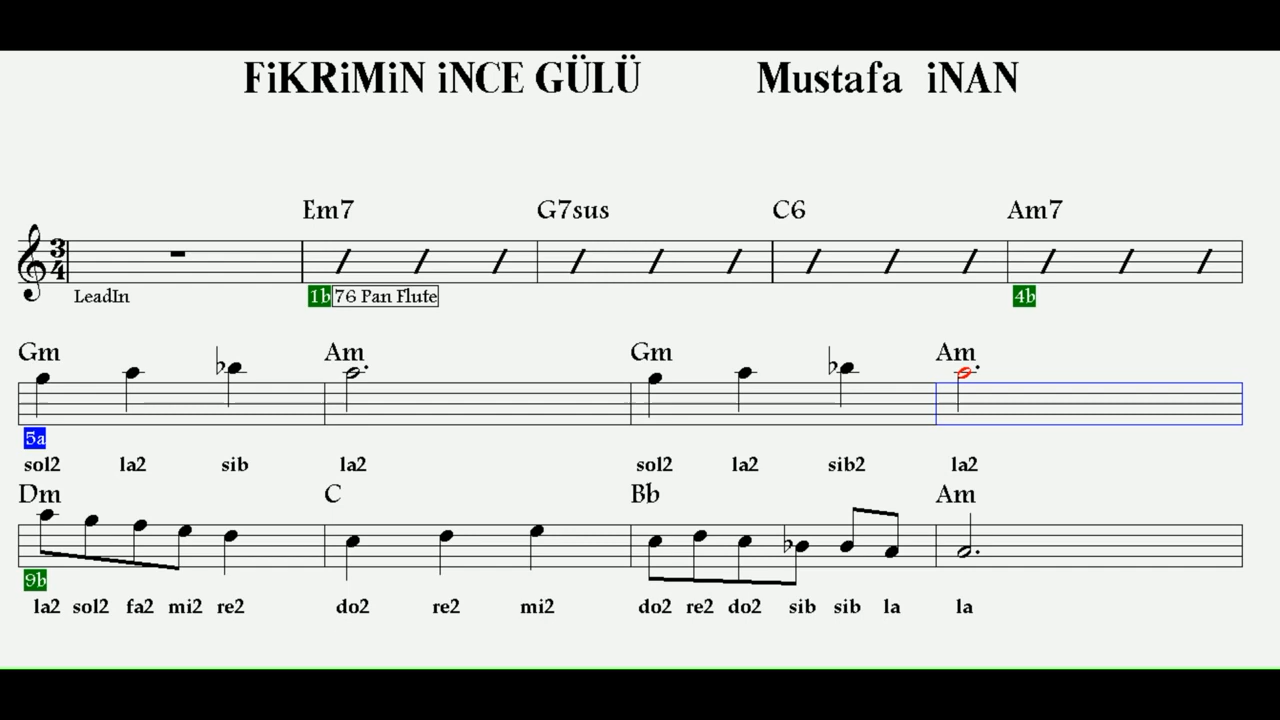 FiKRiMiN iNCE GÜLÜ Mustafa iNAN
Em7 G7sus C6 Am7
3 4
LeadIn 1b 76 Pan Flute 4b
Gm Am Gm Am
5a
sol2 la2 sib la2 sol2 la2 sib2 la2
Dm C Bb Am
9b
la2 sol2 fa2 mi2 re2 do2 re2 mi2 do2 re2 do2 sib sib la la